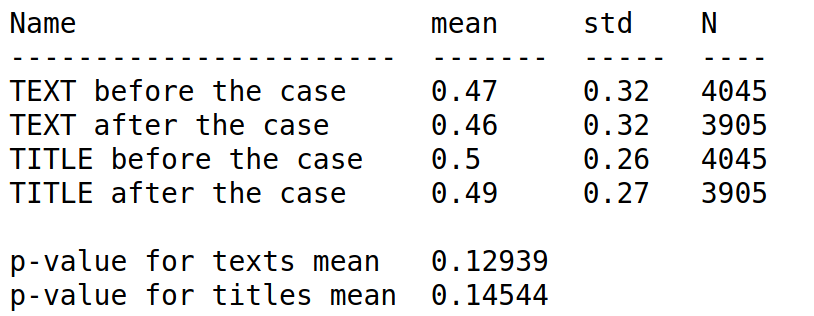 Name                     mean     std    N
-----------------------  -------  -----  ----
TEXT before the case     0.47     0.32   4045
TEXT after the case      0.46     0.32   3905
TITLE before the case    0.5      0.26   4045
TITLE after the case     0.49     0.27   3905

p-value for texts mean   0.12939
p-value for titles mean  0.14544